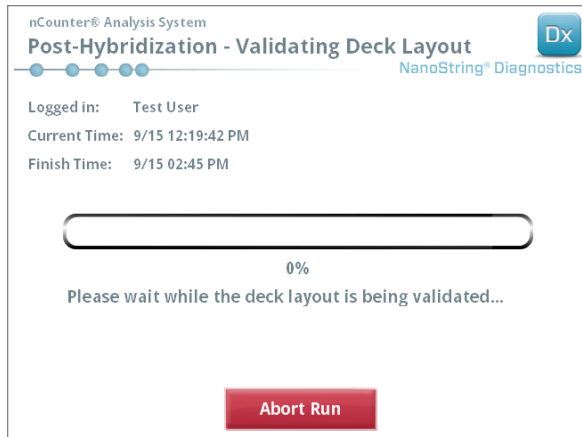 nCounter® Analysis System
Post-Hybridization - Validating Deck Layout
Dx
NanoString® Diagnostics
Logged in: Test User
Current Time: 9/15 12:19:42 PM
Finish Time: 9/15 02:45 PM
0%
Please wait while the deck layout is being validated...
Abort Run